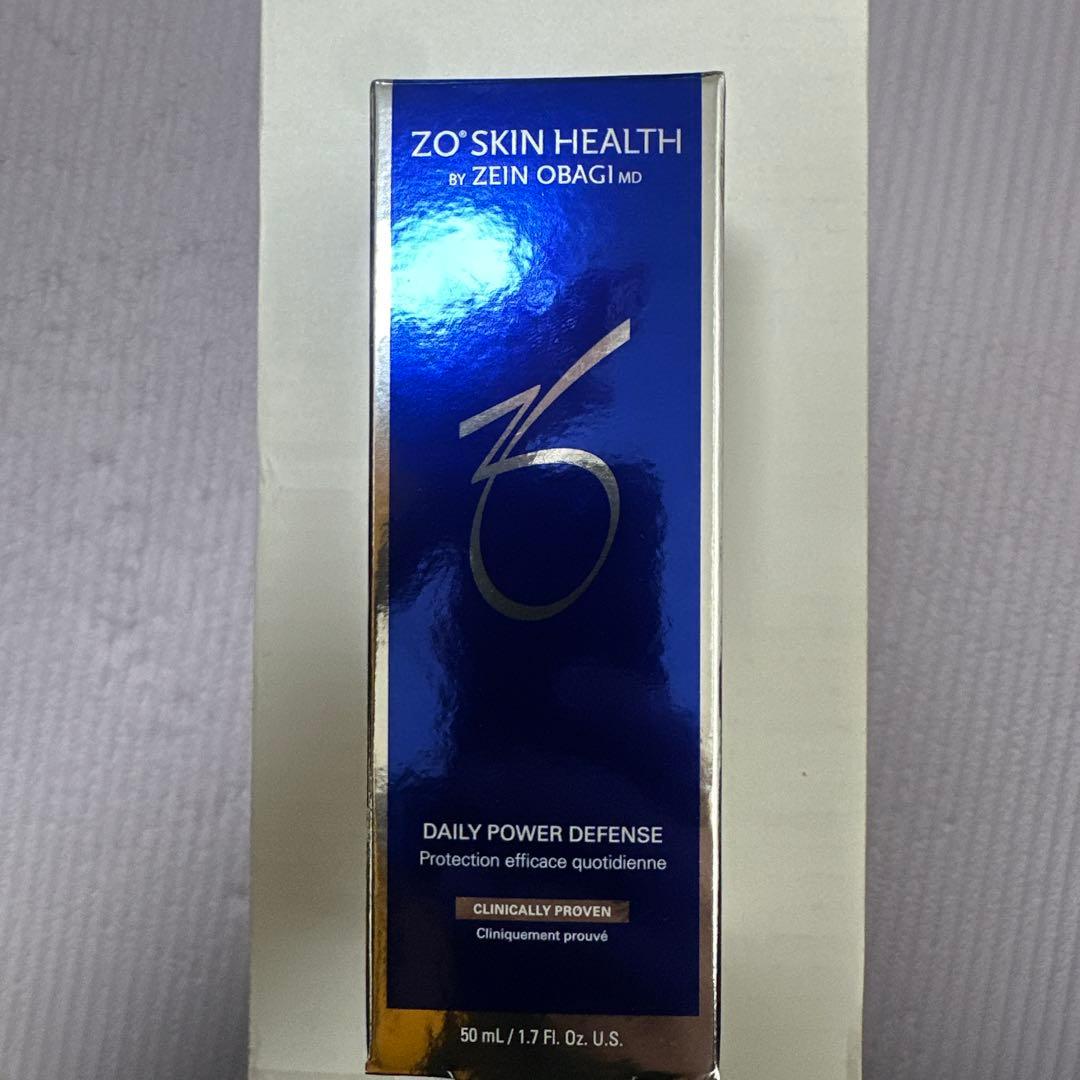 ZO® SKIN HEALTH
BY ZEIN OBAGI MD
DAILY POWER DEFENSE
Protection efficace quotidienne
CLINICALLY PRØVEN
Cliniquement prouvé
50 mL / 1.7 Fl. Oz. U.S.